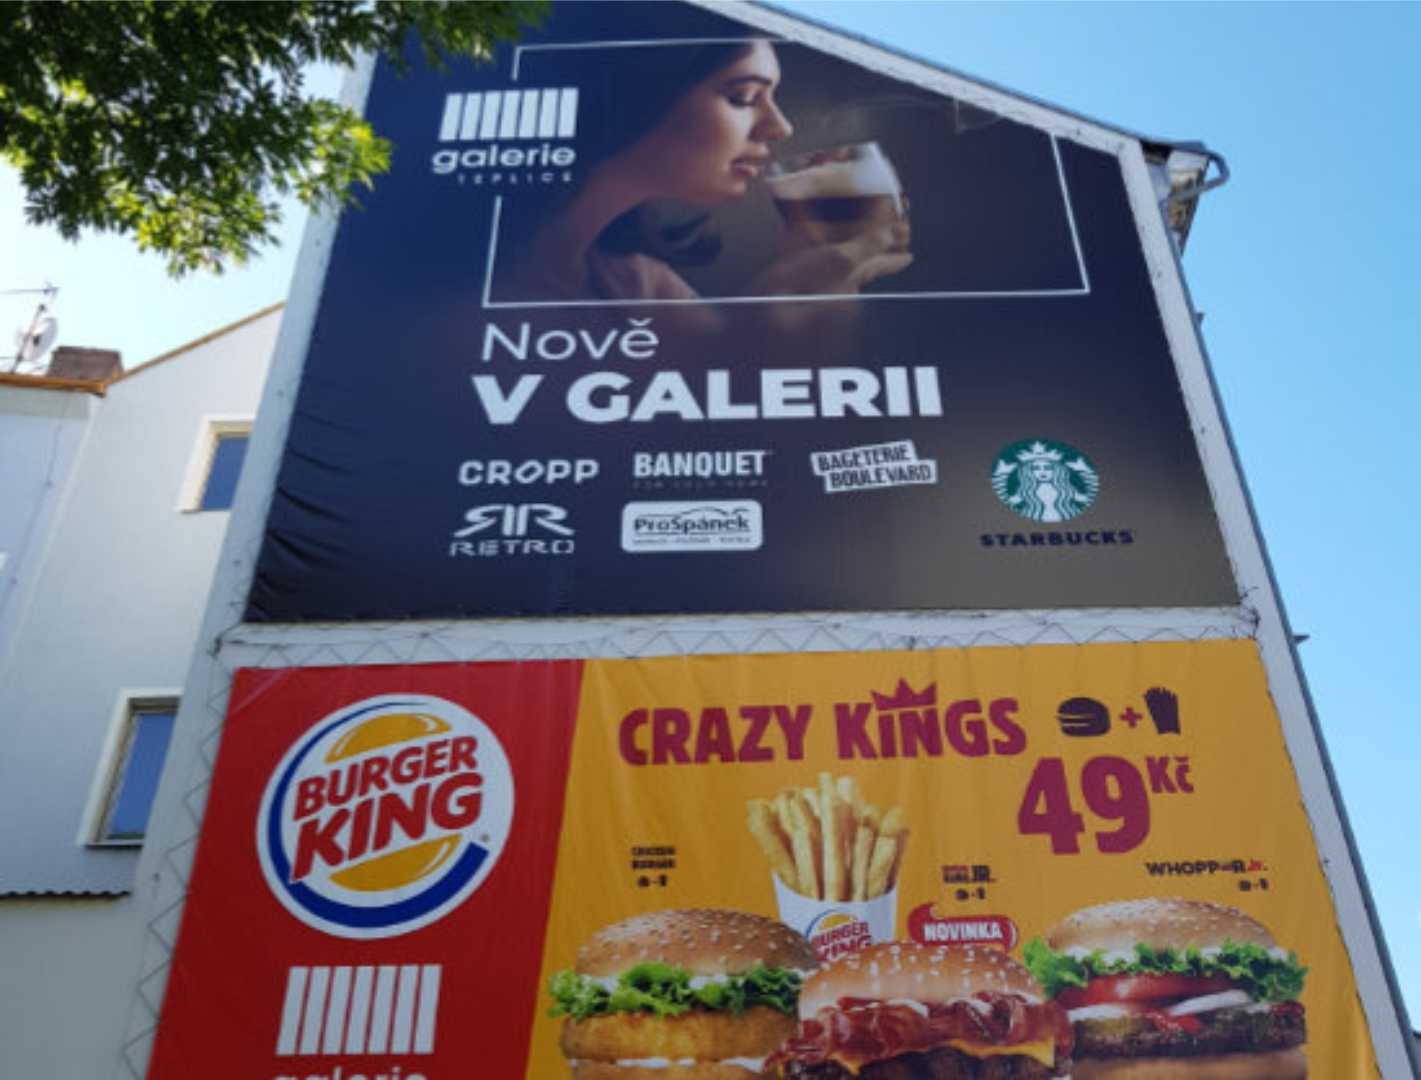 galerie
TEPLICE
Nově
V GALERII
CROPP
BANQUET
BAGETERIE
BOULEVARD
RETRO
ProSpánek
STARBUCKS
BURGER
KING
CRAZY KINGS
+
49 Kč
JR.
WHOPPER Jr.
BURGER
KING
NOVINKA
galerie